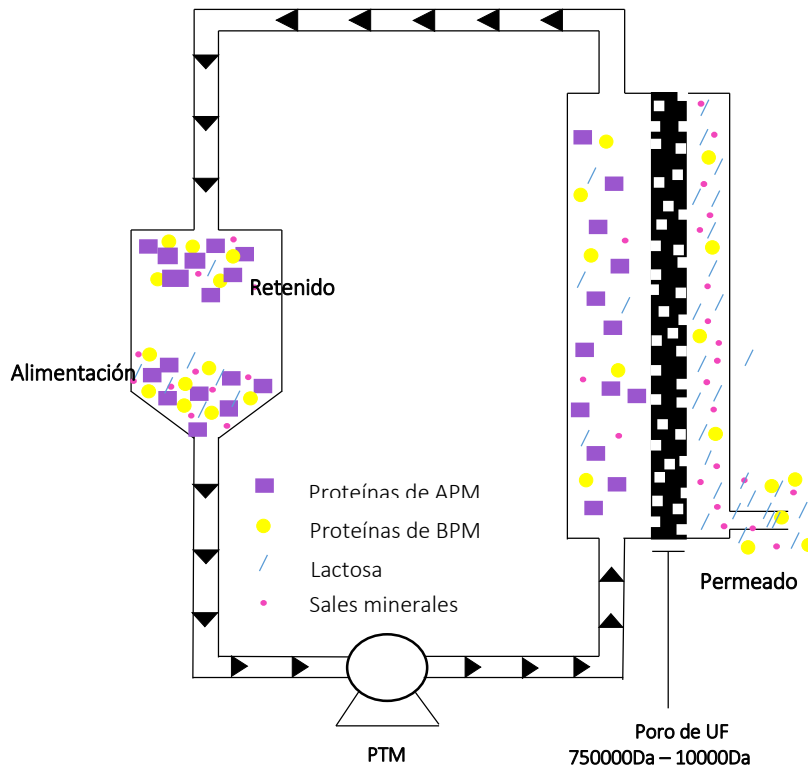 Retenido
Alimentación
Proteínas de APM
Proteínas de BPM
Lactosa
Sales minerales
Permeado
PTM
Poro de UF
750000Da – 10000Da